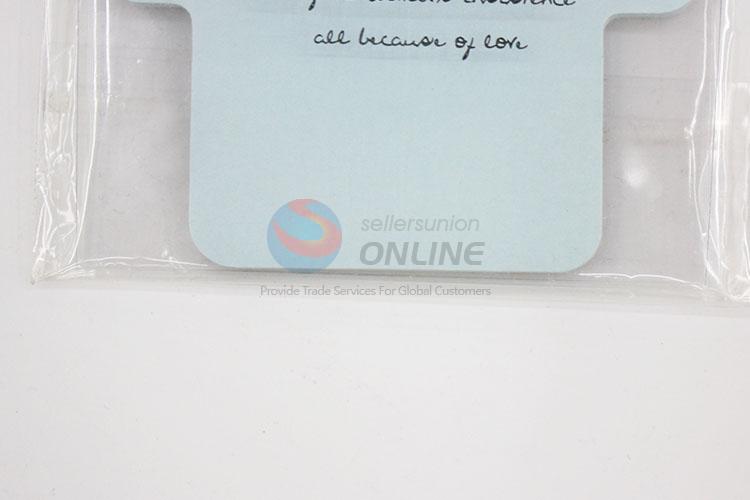 all because of love
sellersunion
ONLINE
Provide Trade Services For Global Customers